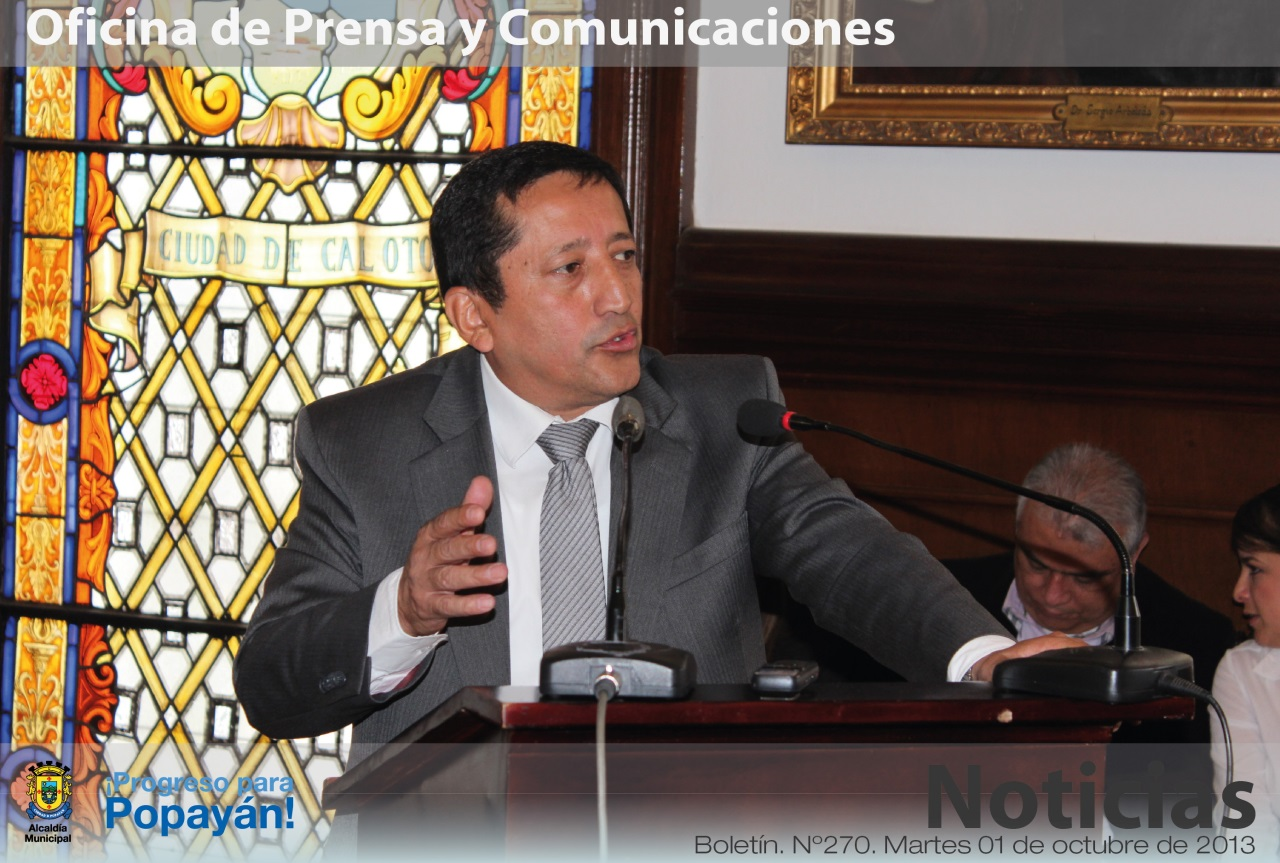 Oficina de Prensa y Comunicaciones
CIUDAD DE CALOTO
¡Progreso para
Popayán!
Alcaldía
Municipal
Noticias
Boletín. Nº270. Martes 01 de octubre de 2013